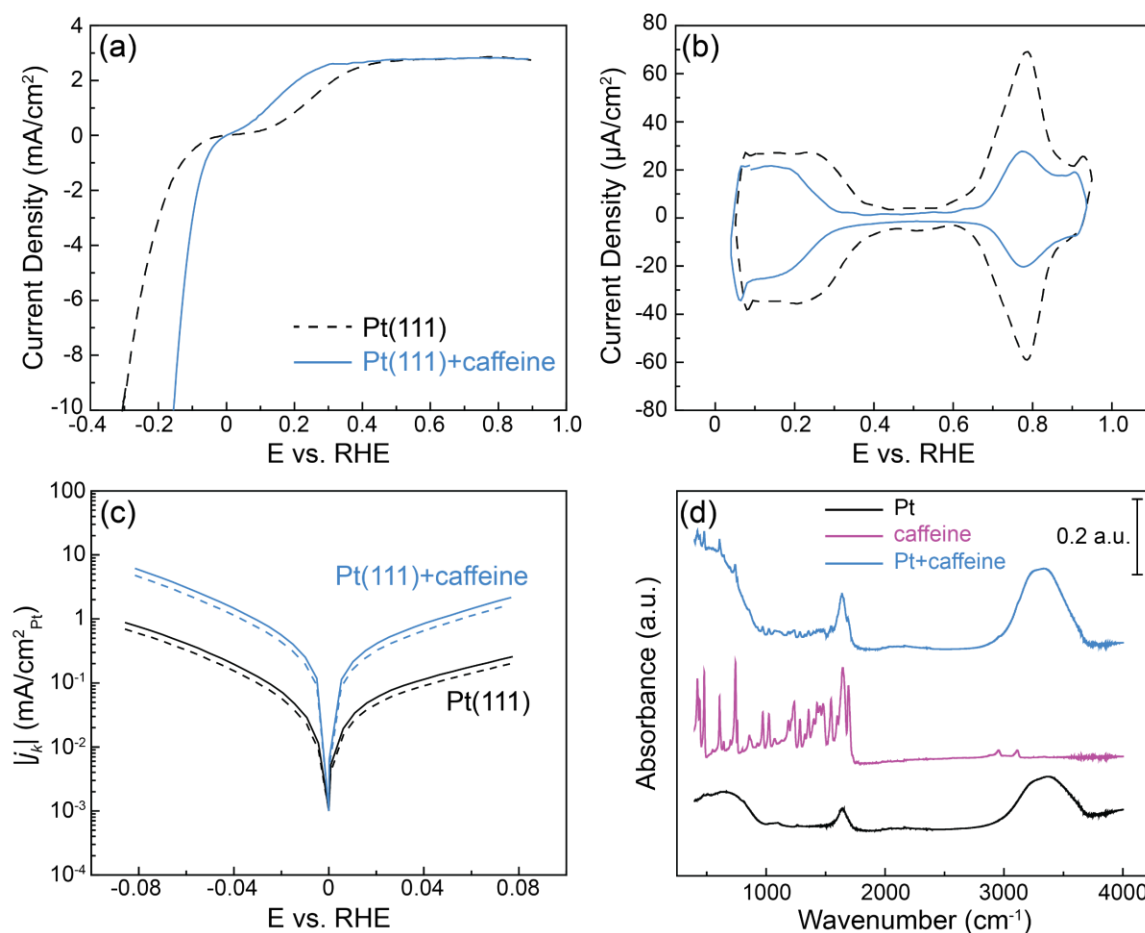 (a)
Current Density (mA/cm²)
4
2
0
-2
-4
-6
-8
-10
-0.4
-0.2
0
0.2
0.4
0.6
0.8
1.0
E vs. RHE
Pt(111)
Pt(111)+caffeine
(b)
Current Density (µA/cm²)
80
60
40
20
0
-20
-40
-60
-80
0
0.2
0.4
0.6
0.8
1.0
E vs. RHE
(c)
|jₖ| (mA/cm²Pt)
100
10
1
10⁻¹
10⁻²
10⁻³
10⁻⁴
-0.08
-0.04
0
0.04
0.08
E vs. RHE
Pt(111)+caffeine
Pt(111)
(d)
Pt
caffeine
Pt+caffeine
0.2 a.u.
Absorbance (a.u.)
1000
2000
3000
4000
Wavenumber (cm⁻¹)